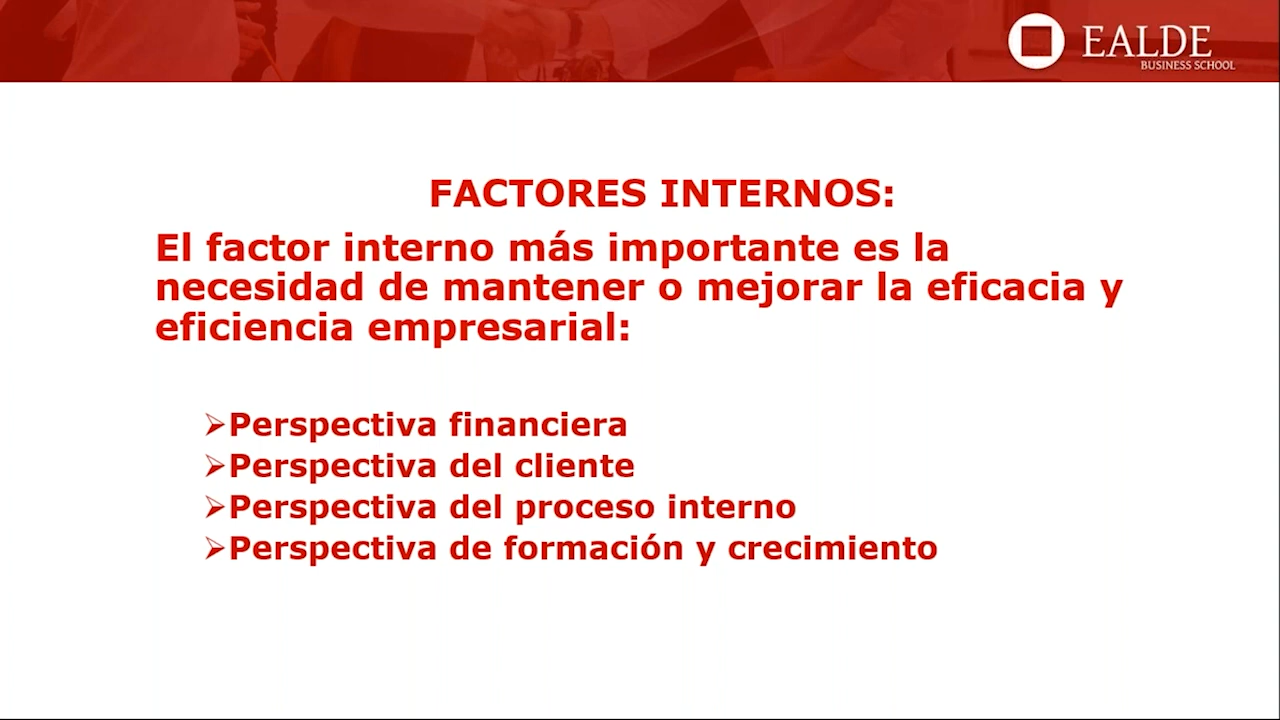 EALDE
BUSINESS SCHOOL
FACTORES INTERNOS:
El factor interno más importante es la
necesidad de mantener o mejorar la eficacia y
eficiencia empresarial:
Perspectiva financiera
Perspectiva del cliente
Perspectiva del proceso interno
Perspectiva de formación y crecimiento